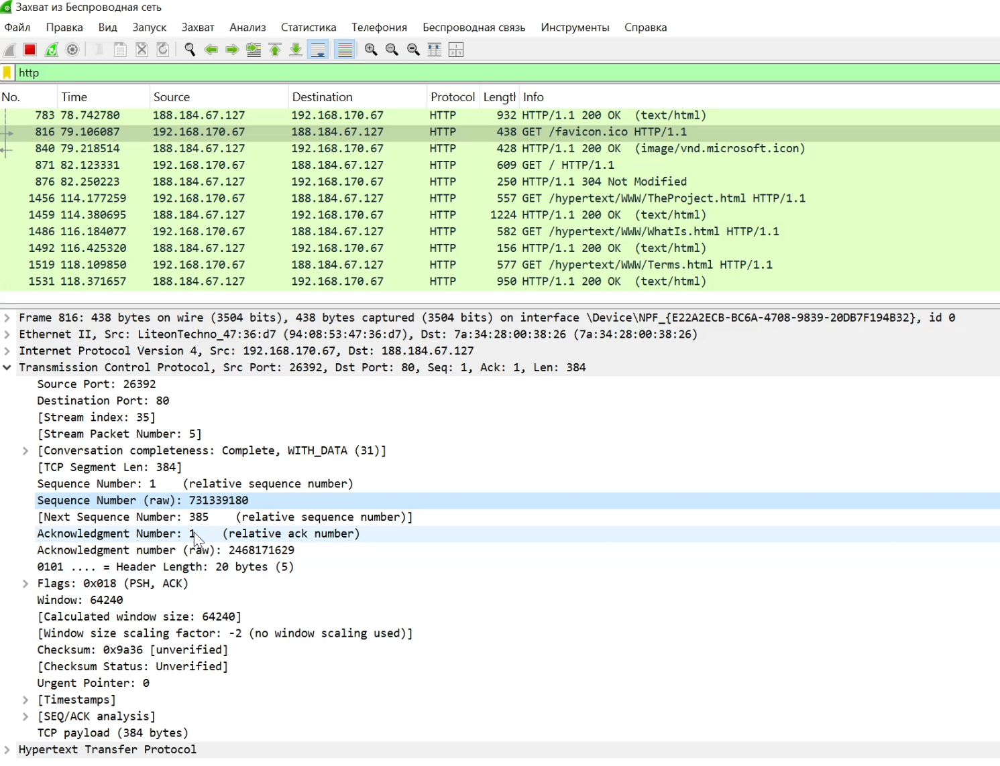 Захват из Беспроводная сеть
Файл Правка Вид Запуск Захват Анализ Статистика Телефония Беспроводная связь Инструменты Справка
http
No. Time Source Destination Protocol Length Info
783 78.742780 188.184.67.127 192.168.170.67 HTTP 932 HTTP/1.1 200 OK (text/html)
816 79.106087 192.168.170.67 188.184.67.127 HTTP 438 GET /favicon.ico HTTP/1.1
840 79.218514 188.184.67.127 192.168.170.67 HTTP 428 HTTP/1.1 200 OK (image/vnd.microsoft.icon)
871 82.123331 192.168.170.67 188.184.67.127 HTTP 609 GET / HTTP/1.1
876 82.250223 188.184.67.127 192.168.170.67 HTTP 250 HTTP/1.1 304 Not Modified
1456 114.177259 192.168.170.67 188.184.67.127 HTTP 557 GET /hypertext/WWW/TheProject.html HTTP/1.1
1459 114.380695 188.184.67.127 192.168.170.67 HTTP 1224 HTTP/1.1 200 OK (text/html)
1486 116.184077 192.168.170.67 188.184.67.127 HTTP 582 GET /hypertext/WWW/WhatIs.html HTTP/1.1
1492 116.425320 188.184.67.127 192.168.170.67 HTTP 156 HTTP/1.1 200 OK (text/html)
1519 118.109850 192.168.170.67 188.184.67.127 HTTP 577 GET /hypertext/WWW/Terms.html HTTP/1.1
1531 118.371657 188.184.67.127 192.168.170.67 HTTP 950 HTTP/1.1 200 OK (text/html)
Frame 816: 438 bytes on wire (3504 bits), 438 bytes captured (3504 bits) on interface \Device\NPF_{E22A2ECB-BC6A-4708-9839-20DB7F194B32}, id 0
Ethernet II, Src: LiteonTechno_47:36:d7 (94:08:53:47:36:d7), Dst: 7a:34:28:00:38:26 (7a:34:28:00:38:26)
Internet Protocol Version 4, Src: 192.168.170.67, Dst: 188.184.67.127
Transmission Control Protocol, Src Port: 26392, Dst Port: 80, Seq: 1, Ack: 1, Len: 384
Source Port: 26392
Destination Port: 80
[Stream index: 35]
[Stream Packet Number: 5]
[Conversation completeness: Complete, WITH_DATA (31)]
[TCP Segment Len: 384]
Sequence Number: 1 (relative sequence number)
Sequence Number (raw): 731339180
[Next Sequence Number: 385 (relative sequence number)]
Acknowledgment Number: 1 (relative ack number)
Acknowledgment number (raw): 2468171629
0101 .... = Header Length: 20 bytes (5)
Flags: 0x018 (PSH, ACK)
Window: 64240
[Calculated window size: 64240]
[Window size scaling factor: -2 (no window scaling used)]
Checksum: 0x9a36 [unverified]
[Checksum Status: Unverified]
Urgent Pointer: 0
[Timestamps]
[SEQ/ACK analysis]
TCP payload (384 bytes)
Hypertext Transfer Protocol